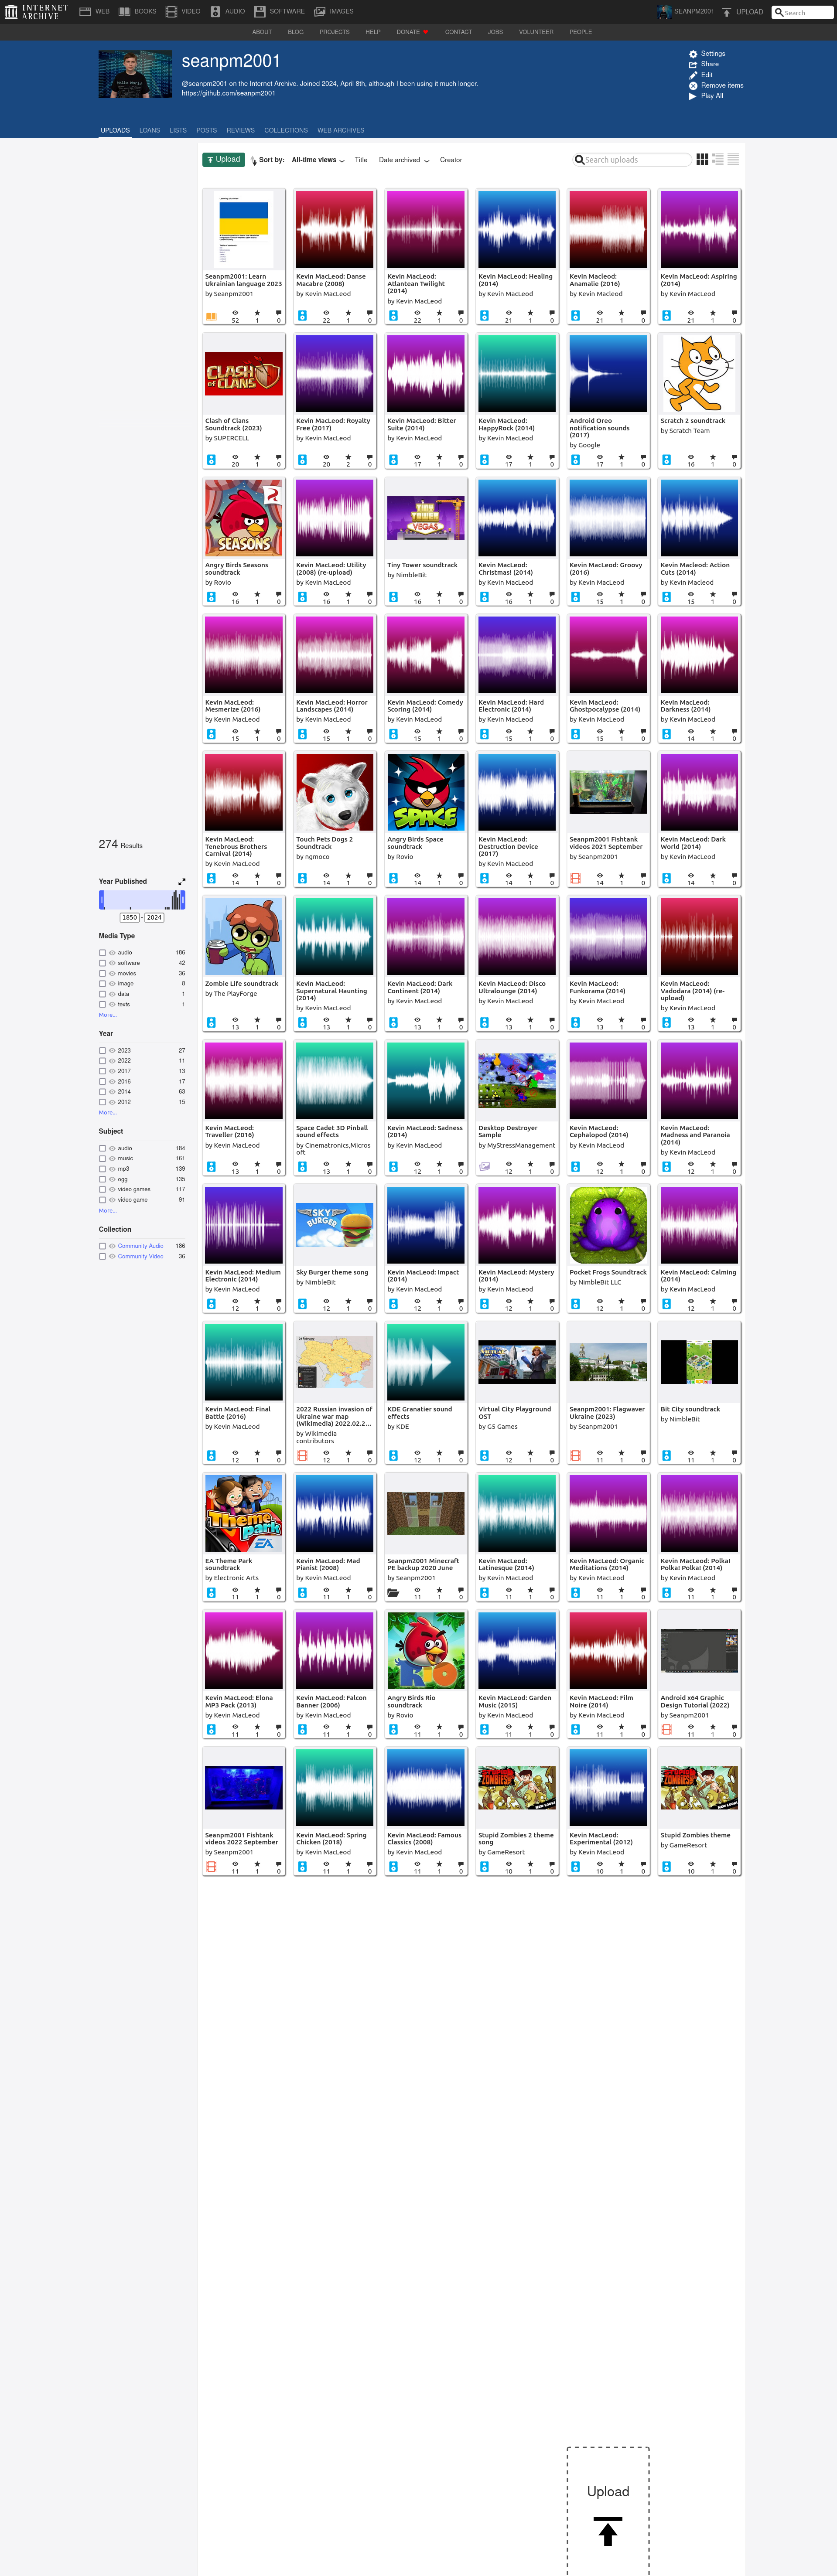 INTERNET ARCHIVE
WEB BOOKS VIDEO AUDIO SOFTWARE IMAGES SEANPM2001 UPLOAD Search
ABOUT BLOG PROJECTS HELP DONATE CONTACT JOBS VOLUNTEER PEOPLE
seanpm2001
@seanpm2001 on the Internet Archive. Joined 2024, April 8th, although I been using it much longer.
https://github.com/seanpm2001
Settings
Share
Edit
Remove items
Play All
UPLOADS LOANS LISTS POSTS REVIEWS COLLECTIONS WEB ARCHIVES
Upload Sort by: All-time views Title Date archived Creator Search uploads
274 Results
Year Published
1850 - 2024
Media Type
audio 186
software 42
movies 36
image 8
data 1
texts 1
More...
Year
2023 27
2022 11
2017 13
2016 17
2014 63
2012 15
More...
Subject
audio 184
music 161
mp3 139
ogg 135
video games 117
video game 91
More...
Collection
Community Audio 186
Community Video 36
Seanpm2001: Learn Ukrainian language 2023
by Seanpm2001
52 1 0
Kevin MacLeod: Danse Macabre (2008)
by Kevin MacLeod
22 1 0
Kevin MacLeod: Atlantean Twilight (2014)
by Kevin MacLeod
22 1 0
Kevin MacLeod: Healing (2014)
by Kevin MacLeod
21 1 0
Kevin Macleod: Anamalie (2016)
by Kevin Macleod
21 1 0
Kevin MacLeod: Aspiring (2014)
by Kevin MacLeod
21 1 0
CLASH OF CLANS
Clash of Clans Soundtrack (2023)
by SUPERCELL
20 1 0
Kevin MacLeod: Royalty Free (2017)
by Kevin MacLeod
20 2 0
Kevin MacLeod: Bitter Suite (2014)
by Kevin MacLeod
17 1 0
Kevin MacLeod: HappyRock (2014)
by Kevin MacLeod
17 1 0
Android Oreo notification sounds (2017)
by Google
17 1 0
Scratch 2 soundtrack
by Scratch Team
16 1 0
SEASONS
Angry Birds Seasons soundtrack
by Rovio
16 1 0
Kevin MacLeod: Utility (2008) (re-upload)
by Kevin MacLeod
16 1 0
TINY TOWER VEGAS
Tiny Tower soundtrack
by NimbleBit
16 1 0
Kevin MacLeod: Christmas! (2014)
by Kevin MacLeod
16 1 0
Kevin MacLeod: Groovy (2016)
by Kevin MacLeod
15 1 0
Kevin Macleod: Action Cuts (2014)
by Kevin Macleod
15 1 0
Kevin MacLeod: Mesmerize (2016)
by Kevin MacLeod
15 1 0
Kevin MacLeod: Horror Landscapes (2014)
by Kevin MacLeod
15 1 0
Kevin MacLeod: Comedy Scoring (2014)
by Kevin MacLeod
15 1 0
Kevin MacLeod: Hard Electronic (2014)
by Kevin MacLeod
15 1 0
Kevin MacLeod: Ghostpocalypse (2014)
by Kevin MacLeod
15 1 0
Kevin MacLeod: Darkness (2014)
by Kevin MacLeod
14 1 0
Kevin MacLeod: Tenebrous Brothers Carnival (2014)
by Kevin MacLeod
14 1 0
Touch Pets Dogs 2 Soundtrack
by ngmoco
14 1 0
SPACE
Angry Birds Space soundtrack
by Rovio
14 1 0
Kevin MacLeod: Destruction Device (2017)
by Kevin MacLeod
14 1 0
Seanpm2001 Fishtank videos 2021 September
by Seanpm2001
14 1 0
Kevin MacLeod: Dark World (2014)
by Kevin MacLeod
14 1 0
Zombie Life soundtrack
by The PlayForge
13 1 0
Kevin MacLeod: Supernatural Haunting (2014)
by Kevin MacLeod
13 1 0
Kevin MacLeod: Dark Continent (2014)
by Kevin MacLeod
13 1 0
Kevin MacLeod: Disco Ultralounge (2014)
by Kevin MacLeod
13 1 0
Kevin MacLeod: Funkorama (2014)
by Kevin MacLeod
13 1 0
Kevin MacLeod: Vadodara (2014) (re-upload)
by Kevin MacLeod
13 1 0
Kevin MacLeod: Traveller (2016)
by Kevin MacLeod
13 1 0
Space Cadet 3D Pinball sound effects
by Cinematronics,Microsoft
13 1 0
Kevin MacLeod: Sadness (2014)
by Kevin MacLeod
12 1 0
Desktop Destroyer Sample
by MyStressManagement
12 1 0
Kevin MacLeod: Cephalopod (2014)
by Kevin MacLeod
12 1 0
Kevin MacLeod: Madness and Paranoia (2014)
by Kevin MacLeod
12 1 0
Kevin MacLeod: Medium Electronic (2014)
by Kevin MacLeod
12 1 0
SKY BURGER
Sky Burger theme song
by NimbleBit
12 1 0
Kevin MacLeod: Impact (2014)
by Kevin MacLeod
12 1 0
Kevin MacLeod: Mystery (2014)
by Kevin MacLeod
12 1 0
Pocket Frogs Soundtrack
by NimbleBit LLC
12 1 0
Kevin MacLeod: Calming (2014)
by Kevin MacLeod
12 1 0
Kevin MacLeod: Final Battle (2016)
by Kevin MacLeod
12 1 0
2022 Russian invasion of Ukraine war map (Wikimedia) 2022.02.2...
by Wikimedia contributors
12 1 0
KDE Granatier sound effects
by KDE
12 1 0
Virtual City Playground OST
by G5 Games
12 1 0
Seanpm2001: Flagwaver Ukraine (2023)
by Seanpm2001
11 1 0
Bit City soundtrack
by NimbleBit
11 1 0
Theme Park EA
EA Theme Park soundtrack
by Electronic Arts
11 1 0
Kevin MacLeod: Mad Pianist (2008)
by Kevin MacLeod
11 1 0
Seanpm2001 Minecraft PE backup 2020 June
by Seanpm2001
11 1 0
Kevin MacLeod: Latinesque (2014)
by Kevin MacLeod
11 1 0
Kevin MacLeod: Organic Meditations (2014)
by Kevin MacLeod
11 1 0
Kevin MacLeod: Polka! Polka! Polka! (2014)
by Kevin MacLeod
11 1 0
Kevin MacLeod: Elona MP3 Pack (2013)
by Kevin MacLeod
11 1 0
Kevin MacLeod: Falcon Banner (2006)
by Kevin MacLeod
11 1 0
RIO
Angry Birds Rio soundtrack
by Rovio
11 1 0
Kevin MacLeod: Garden Music (2015)
by Kevin MacLeod
11 1 0
Kevin MacLeod: Film Noire (2014)
by Kevin MacLeod
11 1 0
Android x64 Graphic Design Tutorial (2022)
by Seanpm2001
11 1 0
Seanpm2001 Fishtank videos 2022 September
by Seanpm2001
11 1 0
Kevin MacLeod: Spring Chicken (2018)
by Kevin MacLeod
11 1 0
Kevin MacLeod: Famous Classics (2008)
by Kevin MacLeod
11 1 0
Stupid Zombies 2 theme song
by GameResort
10 1 0
Kevin MacLeod: Experimental (2012)
by Kevin MacLeod
10 1 0
Stupid Zombies theme
by GameResort
10 1 0
Upload